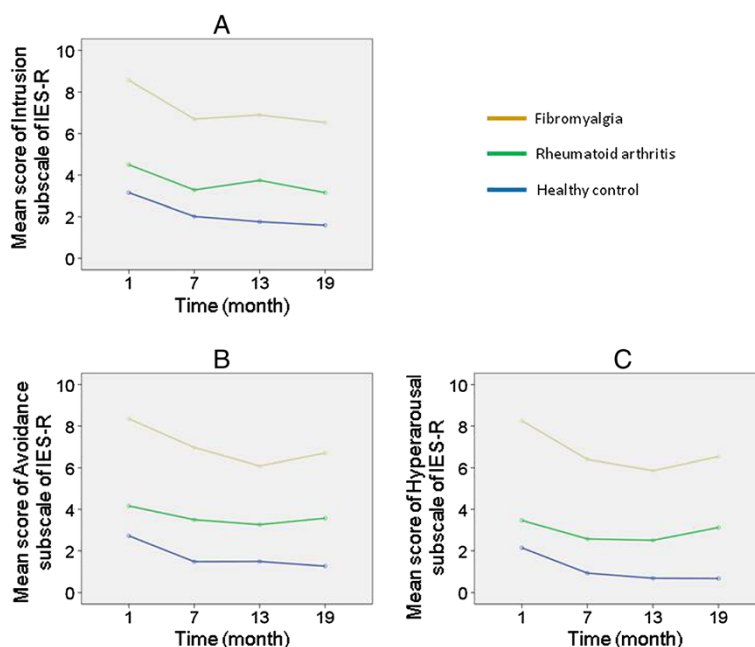 A
Mean score of Intrusion
subscale of IES-R
10
8
6
4
2
0
1 7 13 19
Time (month)
Fibromyalgia
Rheumatoid arthritis
Healthy control
B
Mean score of Avoidance
subscale of IES-R
10
8
6
4
2
0
1 7 13 19
Time (month)
C
Mean score of Hyperarousal
subscale of IES-R
10
8
6
4
2
0
1 7 13 19
Time (month)